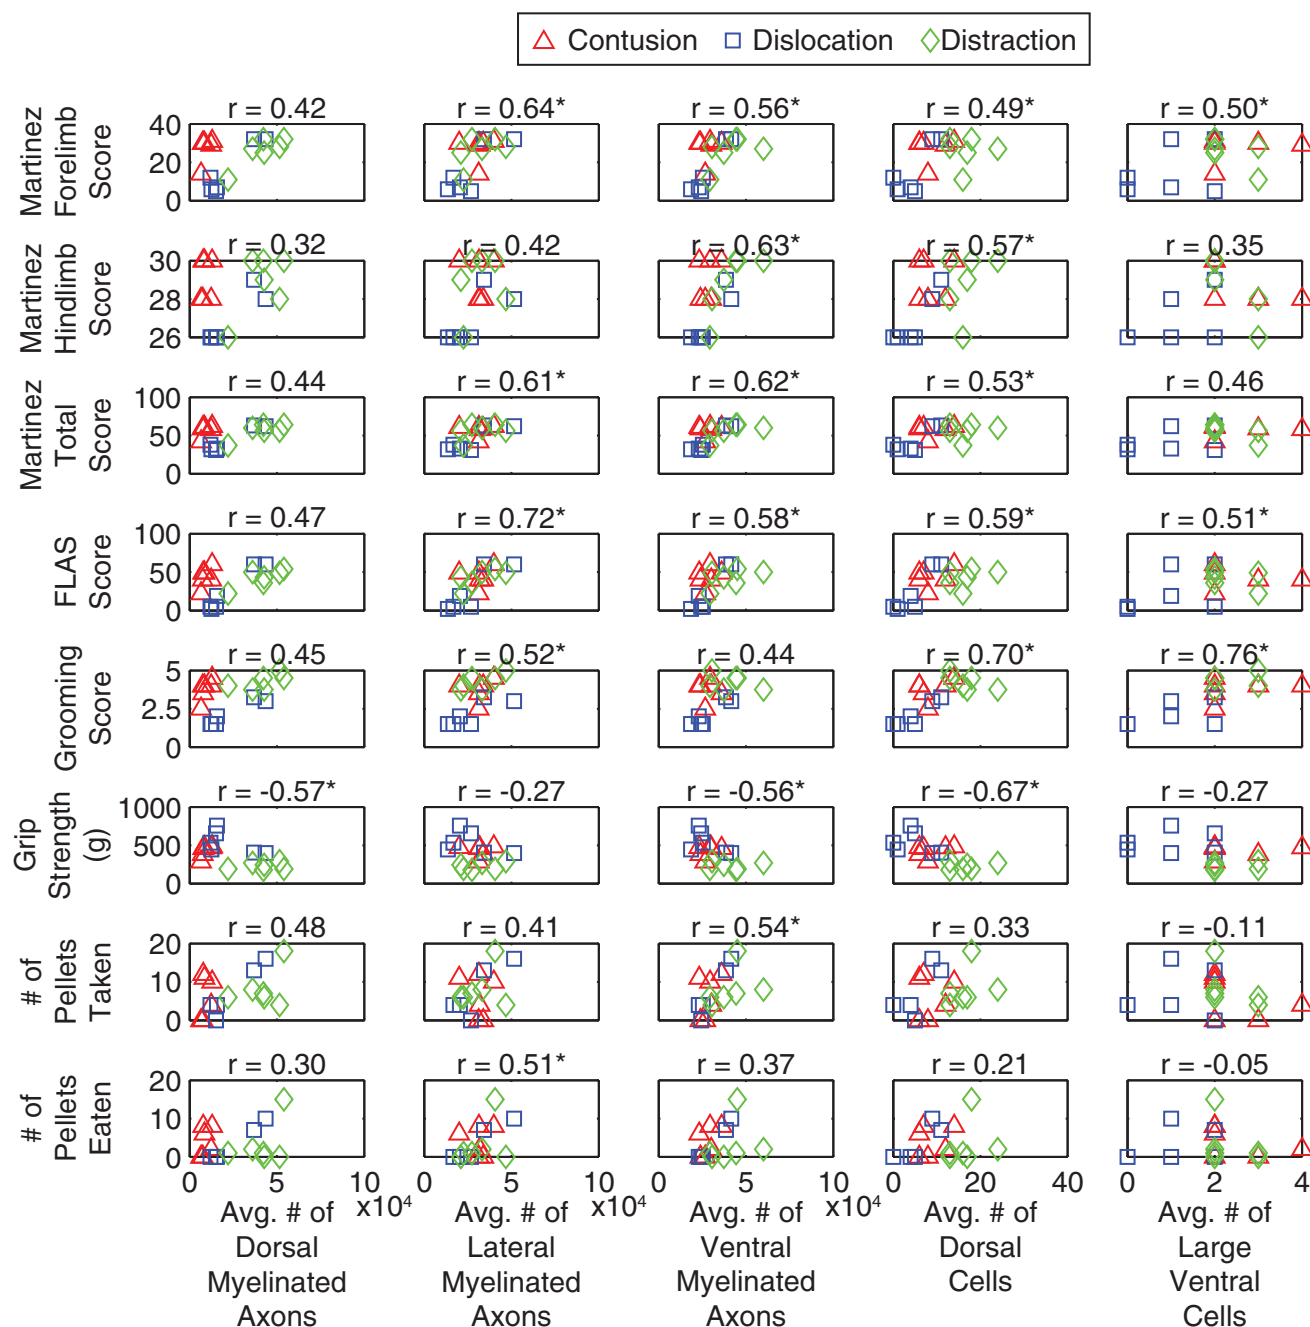 Contusion Dislocation Distraction
r = 0.42 r = 0.64* r = 0.56* r = 0.49* r = 0.50*
Martinez
Forelimb
Score
40
20
0
r = 0.32 r = 0.42 r = 0.63* r = 0.57* r = 0.35
Martinez
Hindlimb
Score
30
28
26
r = 0.44 r = 0.61* r = 0.62* r = 0.53* r = 0.46
Martinez
Total
Score
100
50
0
r = 0.47 r = 0.72* r = 0.58* r = 0.59* r = 0.51*
FLAS
Score
100
50
0
r = 0.45 r = 0.52* r = 0.44 r = 0.70* r = 0.76*
Grooming
Score
5
2.5
0
r = -0.57* r = -0.27 r = -0.56* r = -0.67* r = -0.27
Grip
Strength
(g)
1000
500
0
r = 0.48 r = 0.41 r = 0.54* r = 0.33 r = -0.11
# of
Pellets
Taken
20
10
0
r = 0.30 r = 0.51* r = 0.37 r = 0.21 r = -0.05
# of
Pellets
Eaten
20
10
0
0 5 10 0 5 10 0 5 10 0 20 40 0 2 4
x10⁴ x10⁴ x10⁴
Avg. # of
Dorsal
Myelinated
Axons
Avg. # of
Lateral
Myelinated
Axons
Avg. # of
Ventral
Myelinated
Axons
Avg. # of
Dorsal
Cells
Avg. # of
Large
Ventral
Cells